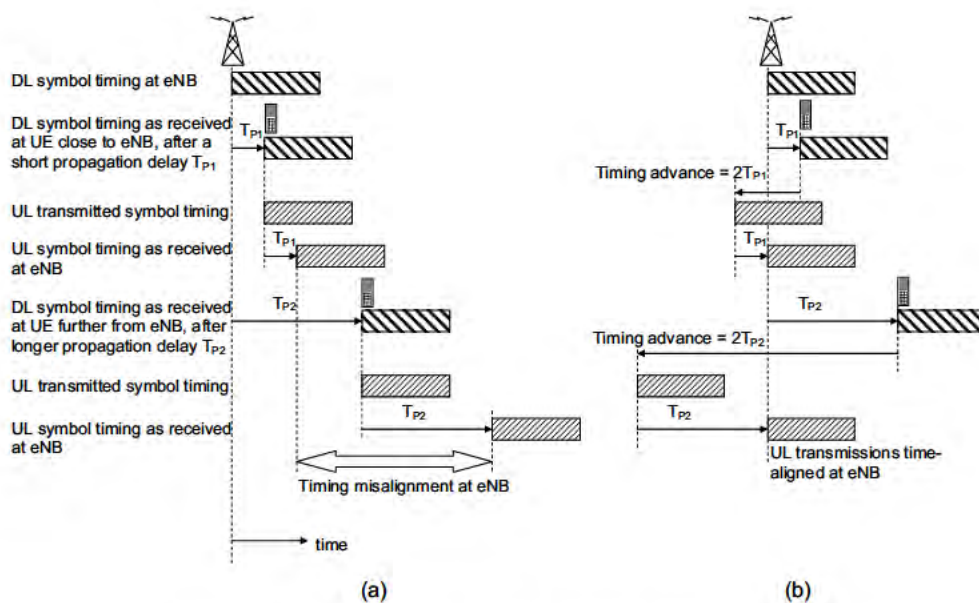 DL symbol timing at eNB
DL symbol timing as received
at UE close to eNB, after a
short propagation delay TP1
TP1
TP1
Timing advance = 2TP1
UL transmitted symbol timing
UL symbol timing as received
at eNB
TP1
TP1
DL symbol timing as received
at UE further from eNB, after
longer propagation delay TP2
TP2
TP2
Timing advance = 2TP2
UL transmitted symbol timing
UL symbol timing as received
at eNB
TP2
TP2
UL transmissions time-
aligned at eNB
Timing misalignment at eNB
time
(a)
(b)